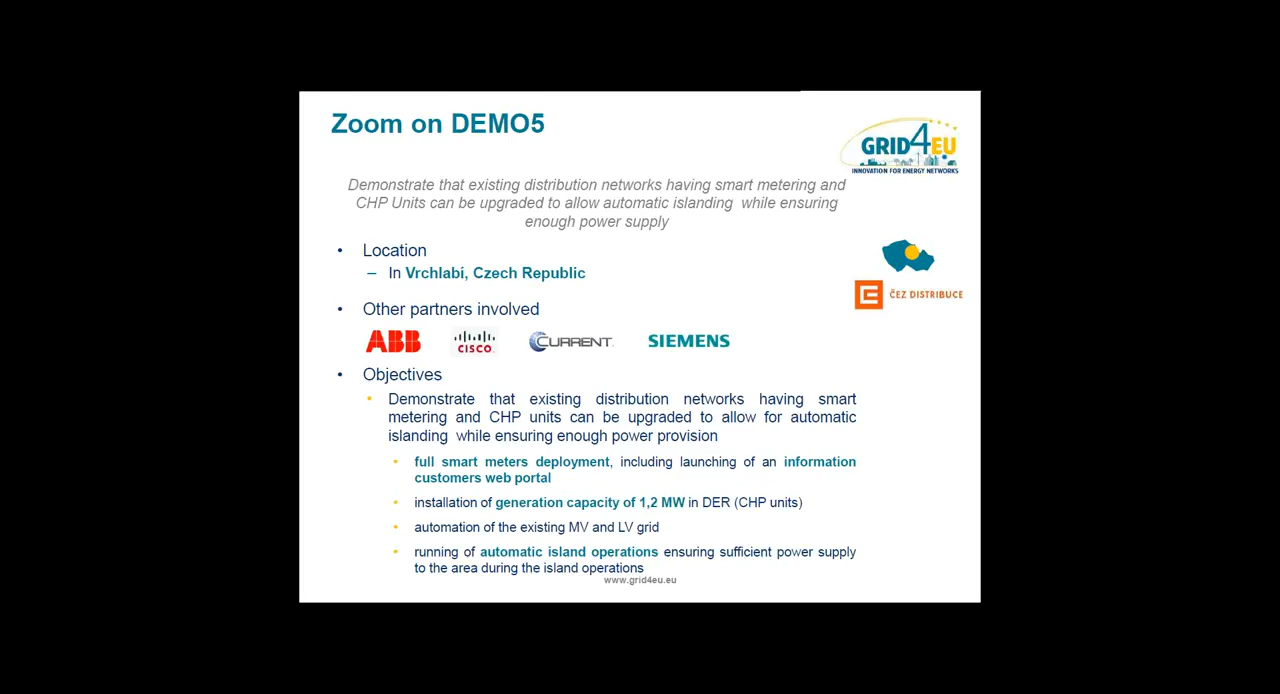 Zoom on DEMO5
GRID4EU
INNOVATION FOR ENERGY NETWORKS
Demonstrate that existing distribution networks having smart metering and
CHP Units can be upgraded to allow automatic islanding while ensuring
enough power supply
• Location
– In Vrchlabi, Czech Republic
ČEZ DISTRIBUCE
• Other partners involved
ABB CISCO CURRENT SIEMENS
• Objectives
• Demonstrate that existing distribution networks having smart
metering and CHP units can be upgraded to allow for automatic
islanding while ensuring enough power provision
• full smart meters deployment, including launching of an information
customers web portal
• installation of generation capacity of 1,2 MW in DER (CHP units)
• automation of the existing MV and LV grid
• running of automatic island operations ensuring sufficient power supply
to the area during the island operations
www.grid4eu.eu